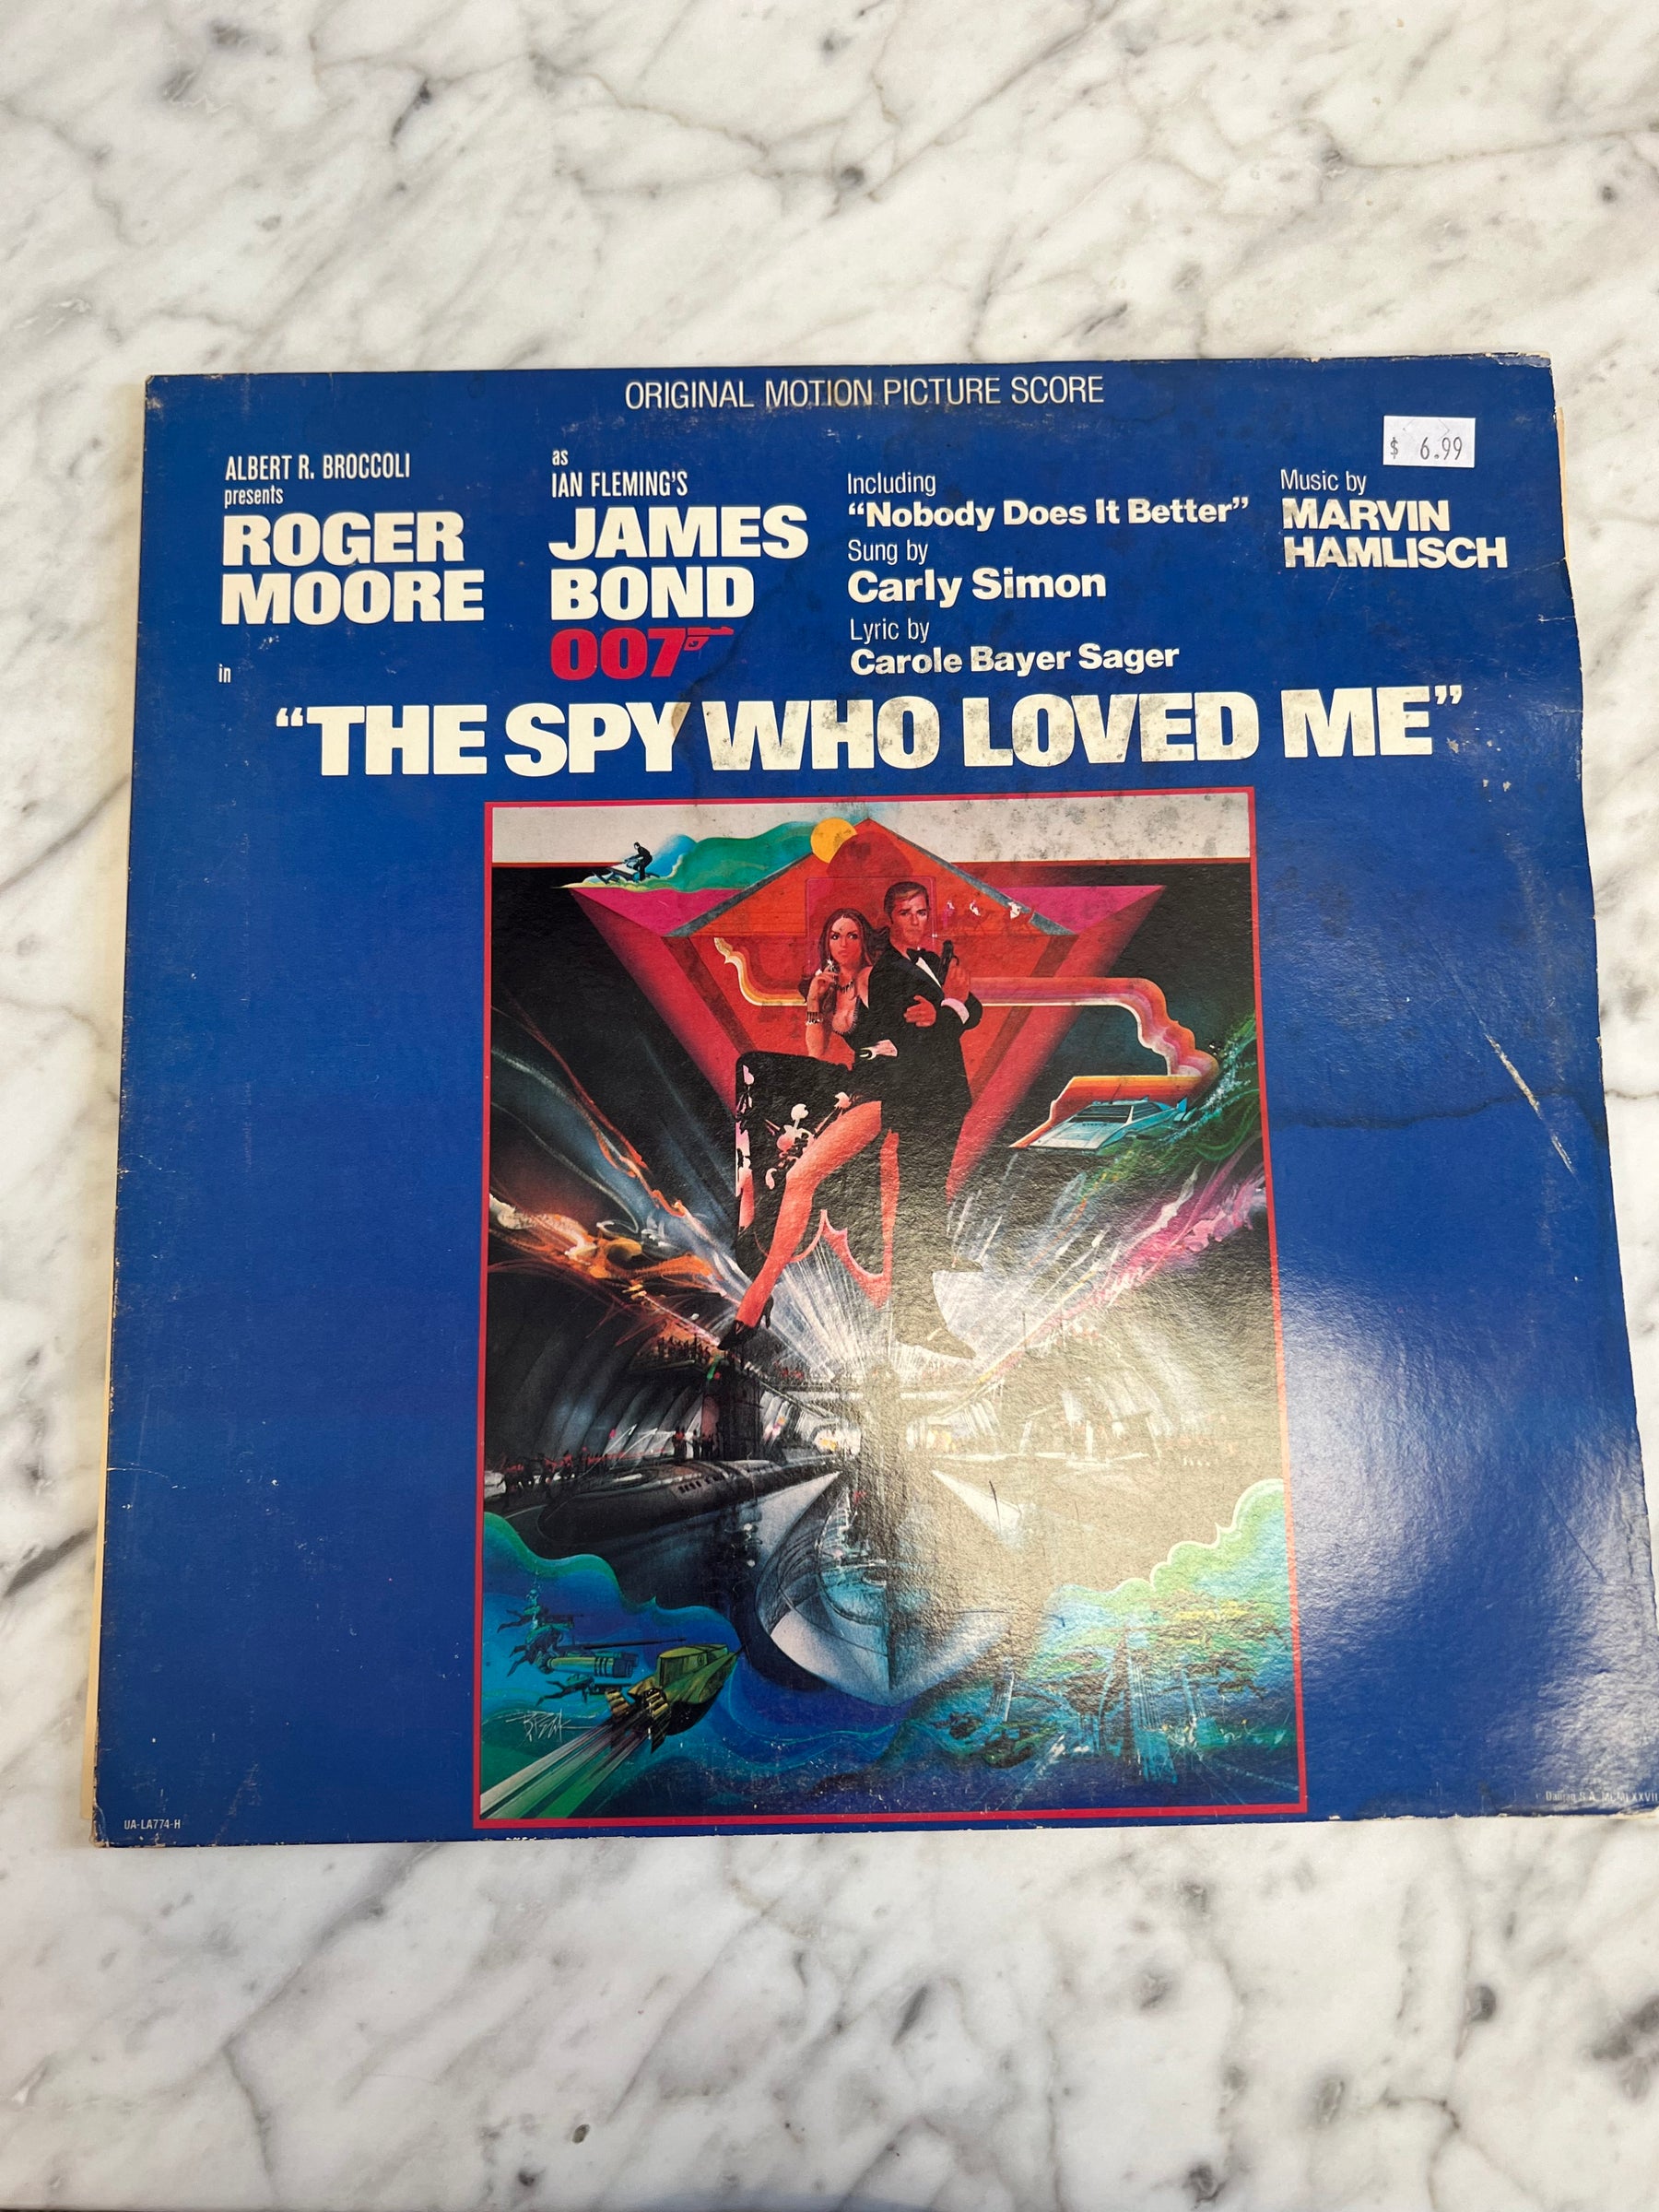 ORIGINAL MOTION PICTURE SCORE
$ 6.99
ALBERT R. BROCCOLI
presents
ROGER
MOORE
in
as
IAN FLEMING'S
JAMES
BOND
007
Including
“Nobody Does It Better”
Sung by
Carly Simon
Lyric by
Carole Bayer Sager
Music by
MARVIN
HAMLISCH
“THE SPY WHO LOVED ME”
UA-LA774-H